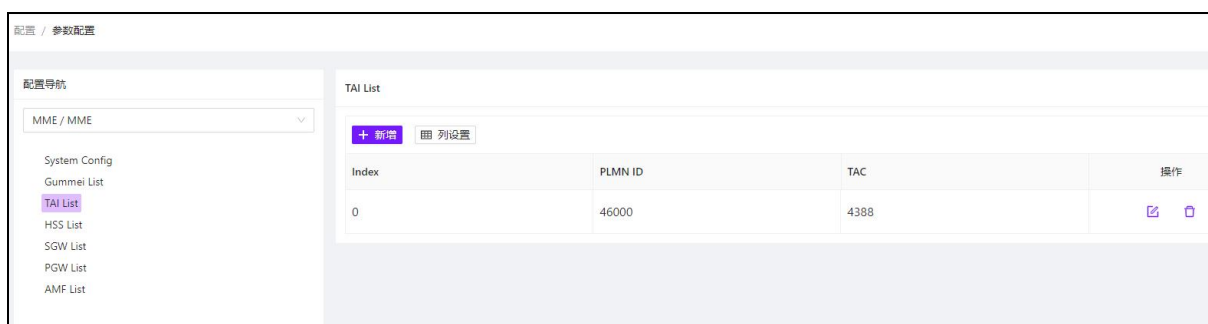 配置 / 参数配置
配置导航
MME / MME
System Config
Gummei List
TAI List
HSS List
SGW List
PGW List
AMF List
TAI List
+ 新增 列设置
Index PLMN ID TAC 操作
0 46000 4388